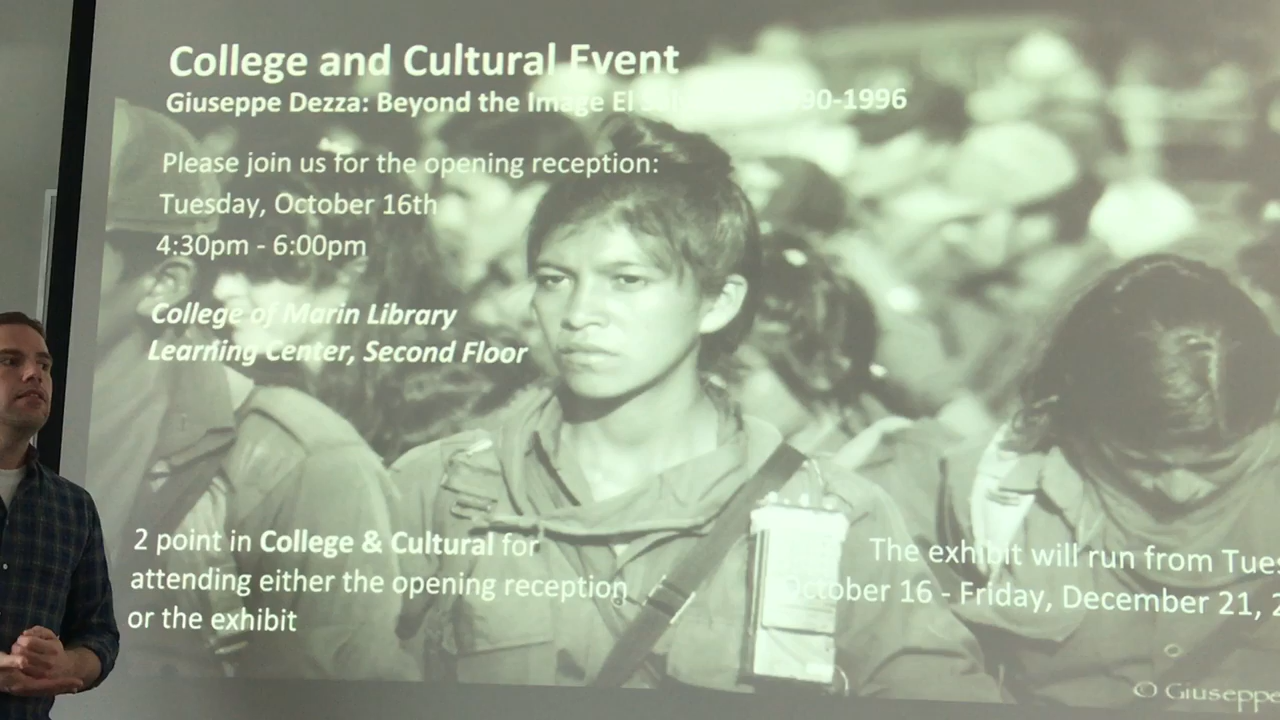 College and Cultural Event
Giuseppe Dezza: Beyond the Image El 90-1996
Please join us for the opening reception:
Tuesday, October 16th
4:30pm - 6:00pm
College of Marin Library
Learning Center, Second Floor
2 point in College & Cultural for
attending either the opening reception
or the exhibit
The exhibit will run from Tues
October 16 - Friday, December 21, 2
© Giuseppe